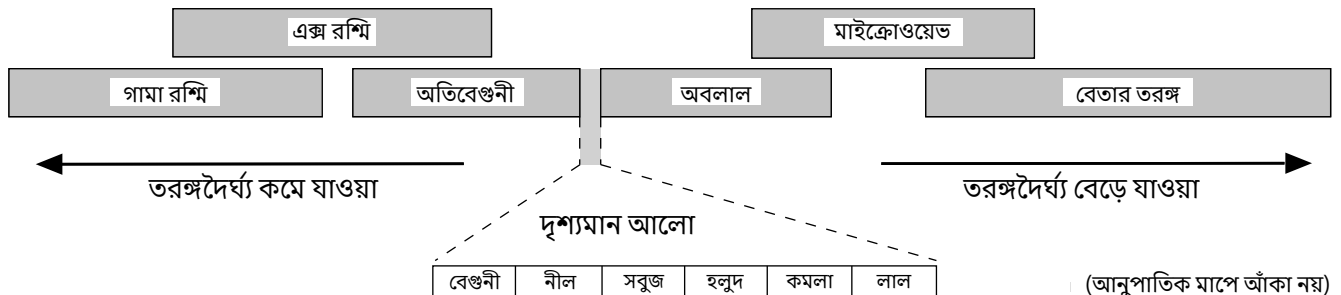 এক্স রশ্মি
মাইক্রোওয়েভ
গামা রশ্মি
অতিবেগুনী
অবলাল
বেতার তরঙ্গ
তরঙ্গদৈর্ঘ্য কমে যাওয়া
তরঙ্গদৈর্ঘ্য বেড়ে যাওয়া
দৃশ্যমান আলো
বেগুনী নীল সবুজ হলুদ কমলা লাল
(আনুপাতিক মাপে আঁকা নয়)